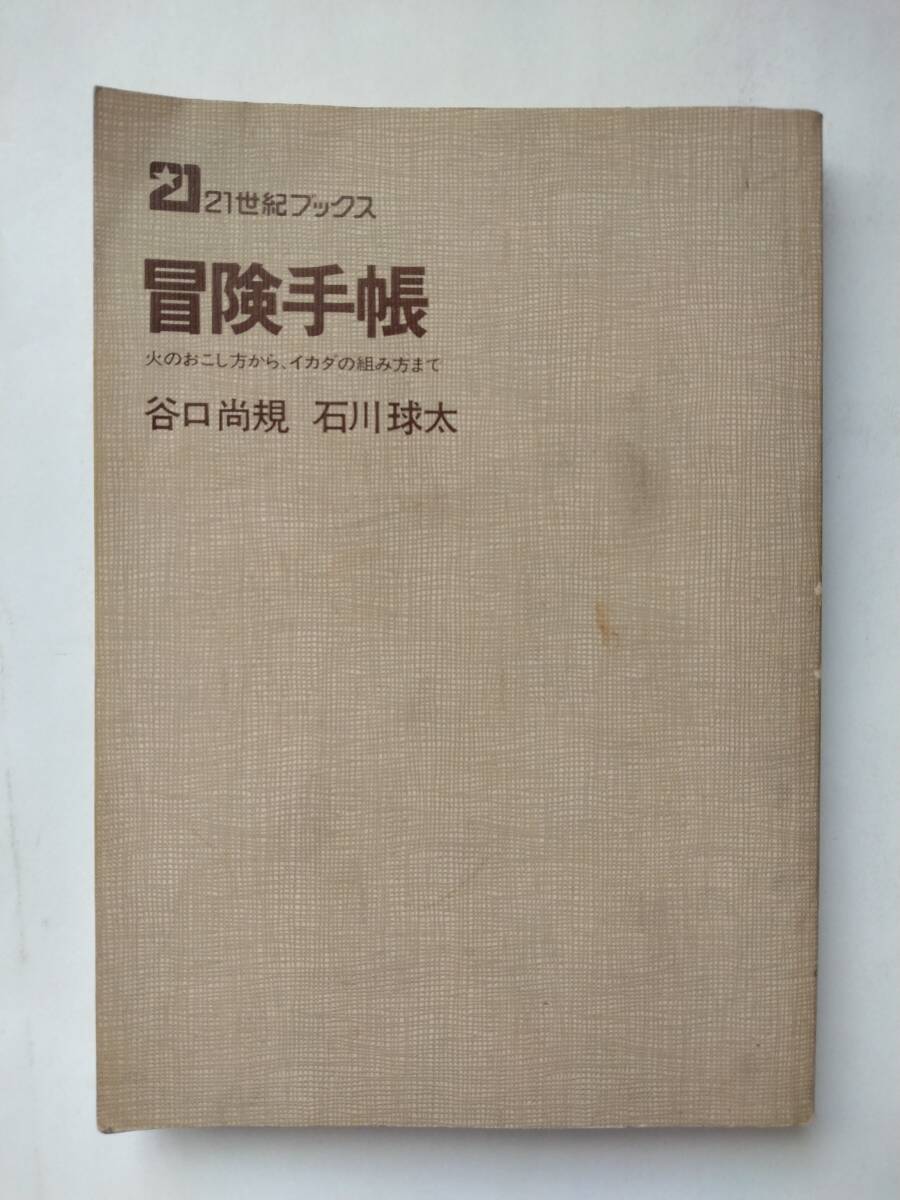 21 21世紀ブックス
冒険手帳
火のおこし方から、イカダの組み方まで
谷口尚規 石川球太